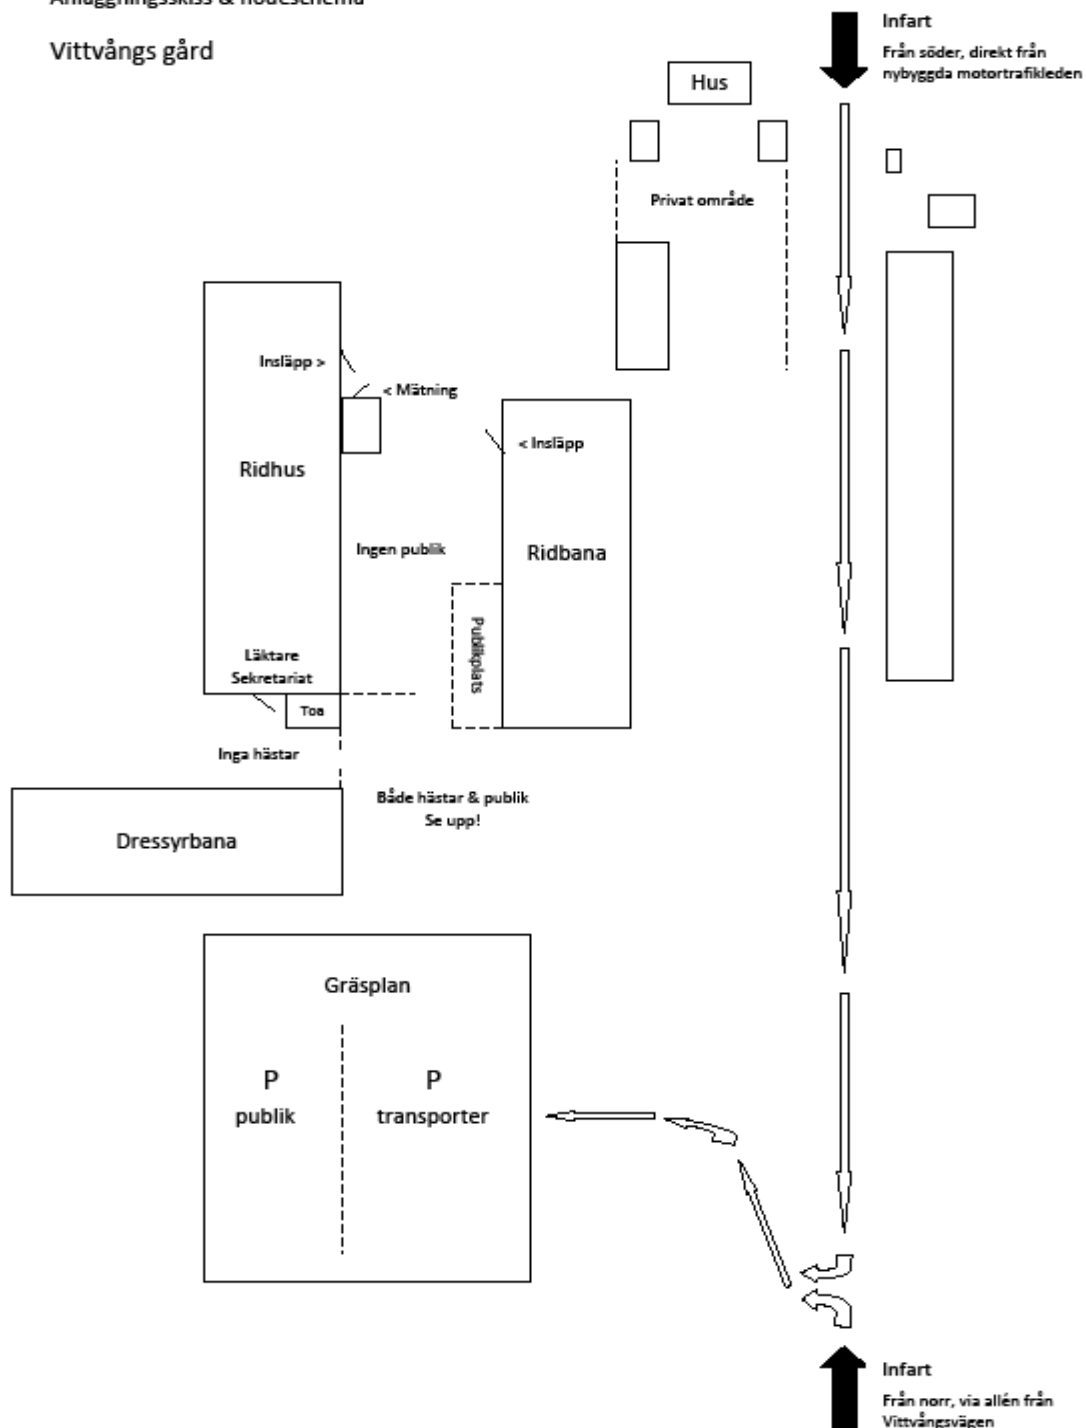 Vittvångs gård
Infart
Från söder, direkt från
nybyggda motortrafikleden
Hus
Privat område
Insläpp >
< Mätning
< Insläpp
Ridhus
Ingen publik
Ridbana
Publikplats
Läktare
Sekretariat
Toa
Inga hästar
Både hästar & publik
Se upp!
Dressyrbana
Gräsplan
P
publik
P
transporter
Infart
Från norr, via allén från
Vittvångsvägen